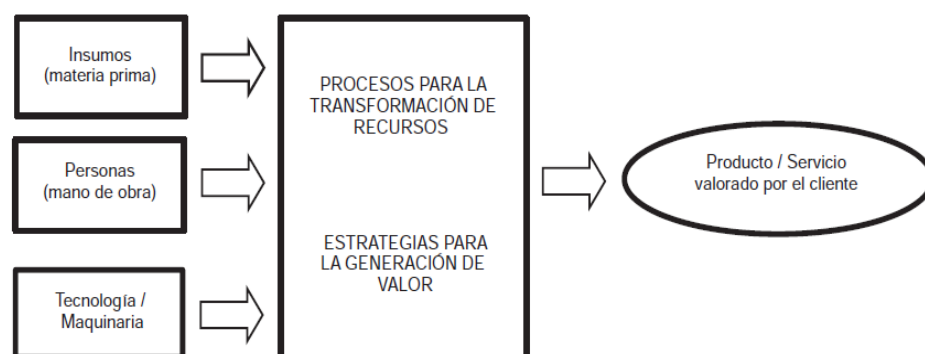 Insumos
(materia prima)
Personas
(mano de obra)
Tecnología /
Maquinaria
PROCESOS PARA LA
TRANSFORMACIÓN DE
RECURSOS
ESTRATEGIAS PARA
LA GENERACIÓN DE
VALOR
Producto / Servicio
valorado por el cliente